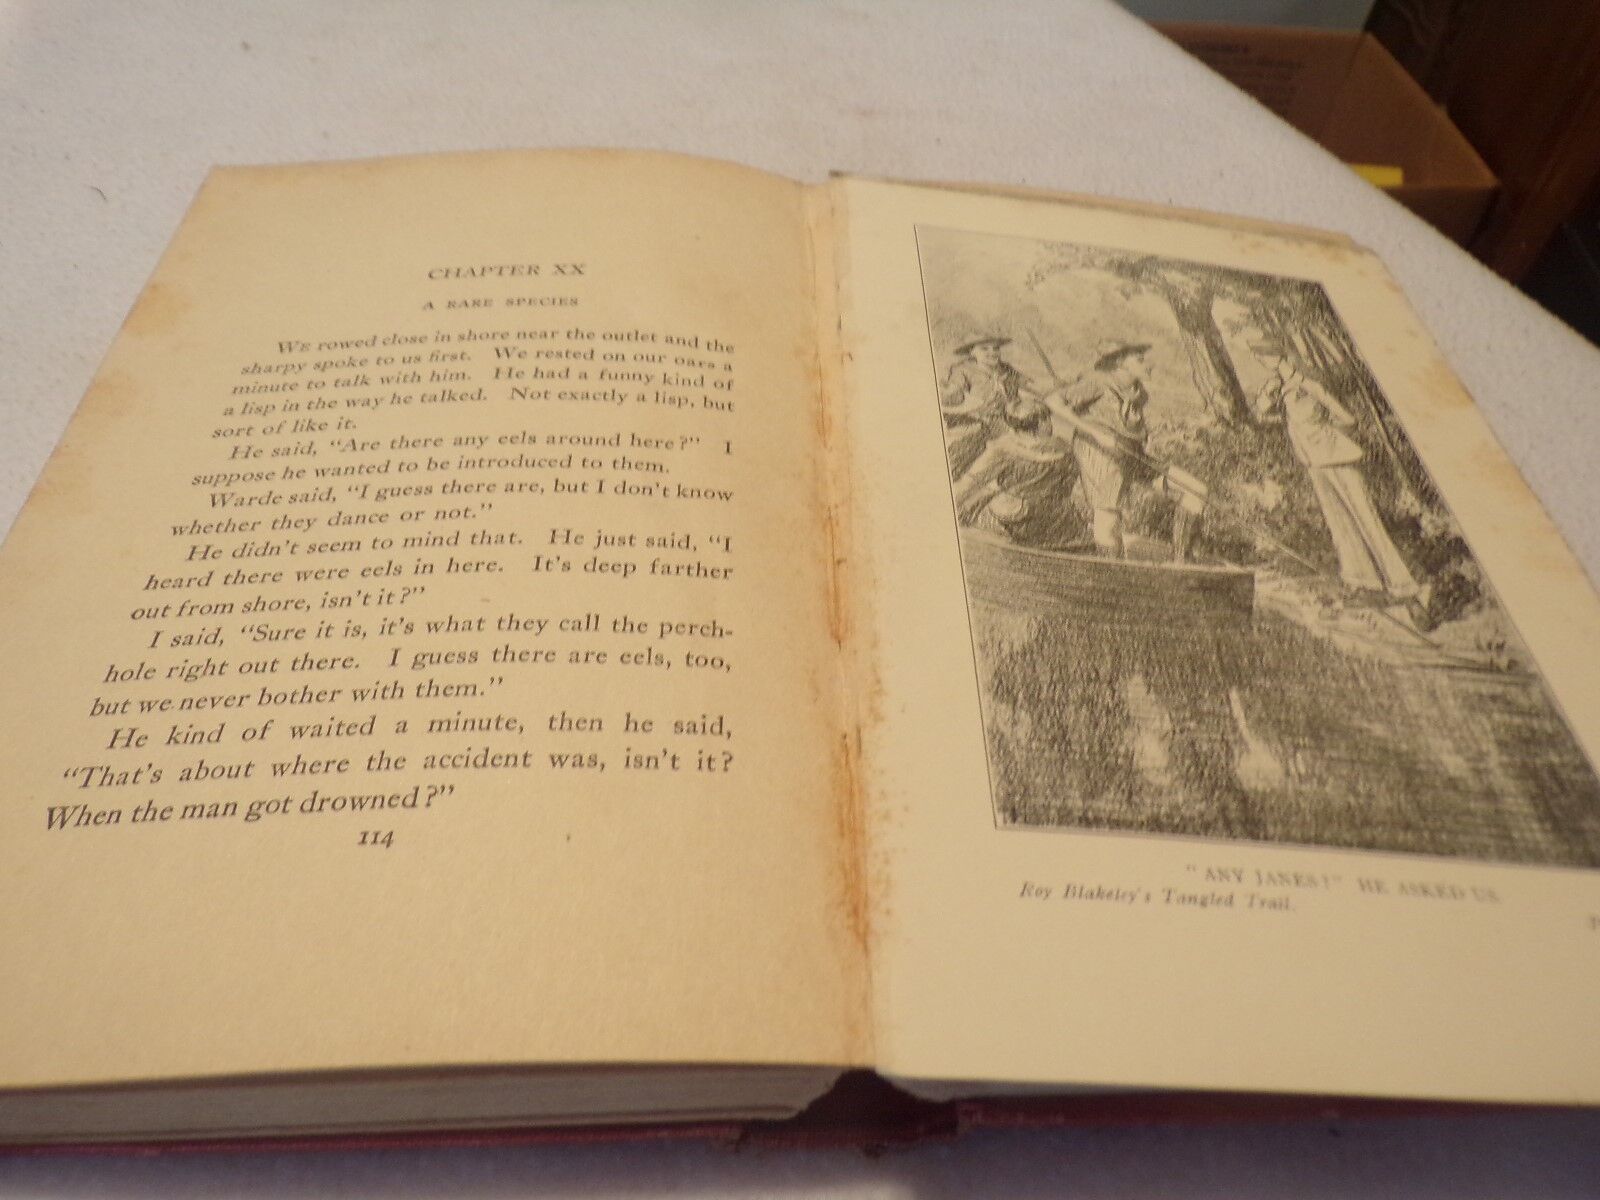 CHAPTER XX
A RARE SPECIES
WE rowed close in shore near the outlet and the
sharpy spoke to us first. We rested on our oars a
minute to talk with him. He had a funny kind of
a lisp in the way he talked. Not exactly a lisp, but
sort of like it.
He said, "Are there any eels around here?" I
suppose he wanted to be introduced to them.
Warde said, "I guess there are, but I don't know
whether they dance or not."
He didn't seem to mind that. He just said, "I
heard there were eels in here. It's deep farther
out from shore, isn't it?"
I said, "Sure it is, it's what they call the perch-
hole right out there. I guess there are eels, too,
but we never bother with them."
He kind of waited a minute, then he said,
"That's about where the accident was, isn't it?
When the man got drowned?"
114
"ANY JANES?" HE ASKED US.
Roy Blakeley's Tangled Trail.